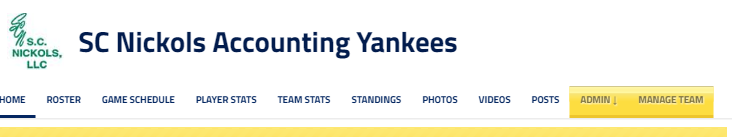 S.C.
NICKOLS,
LLC
SC Nickols Accounting Yankees
HOME ROSTER GAME SCHEDULE PLAYER STATS TEAM STATS STANDINGS PHOTOS VIDEOS POSTS ADMIN ↓ MANAGE TEAM